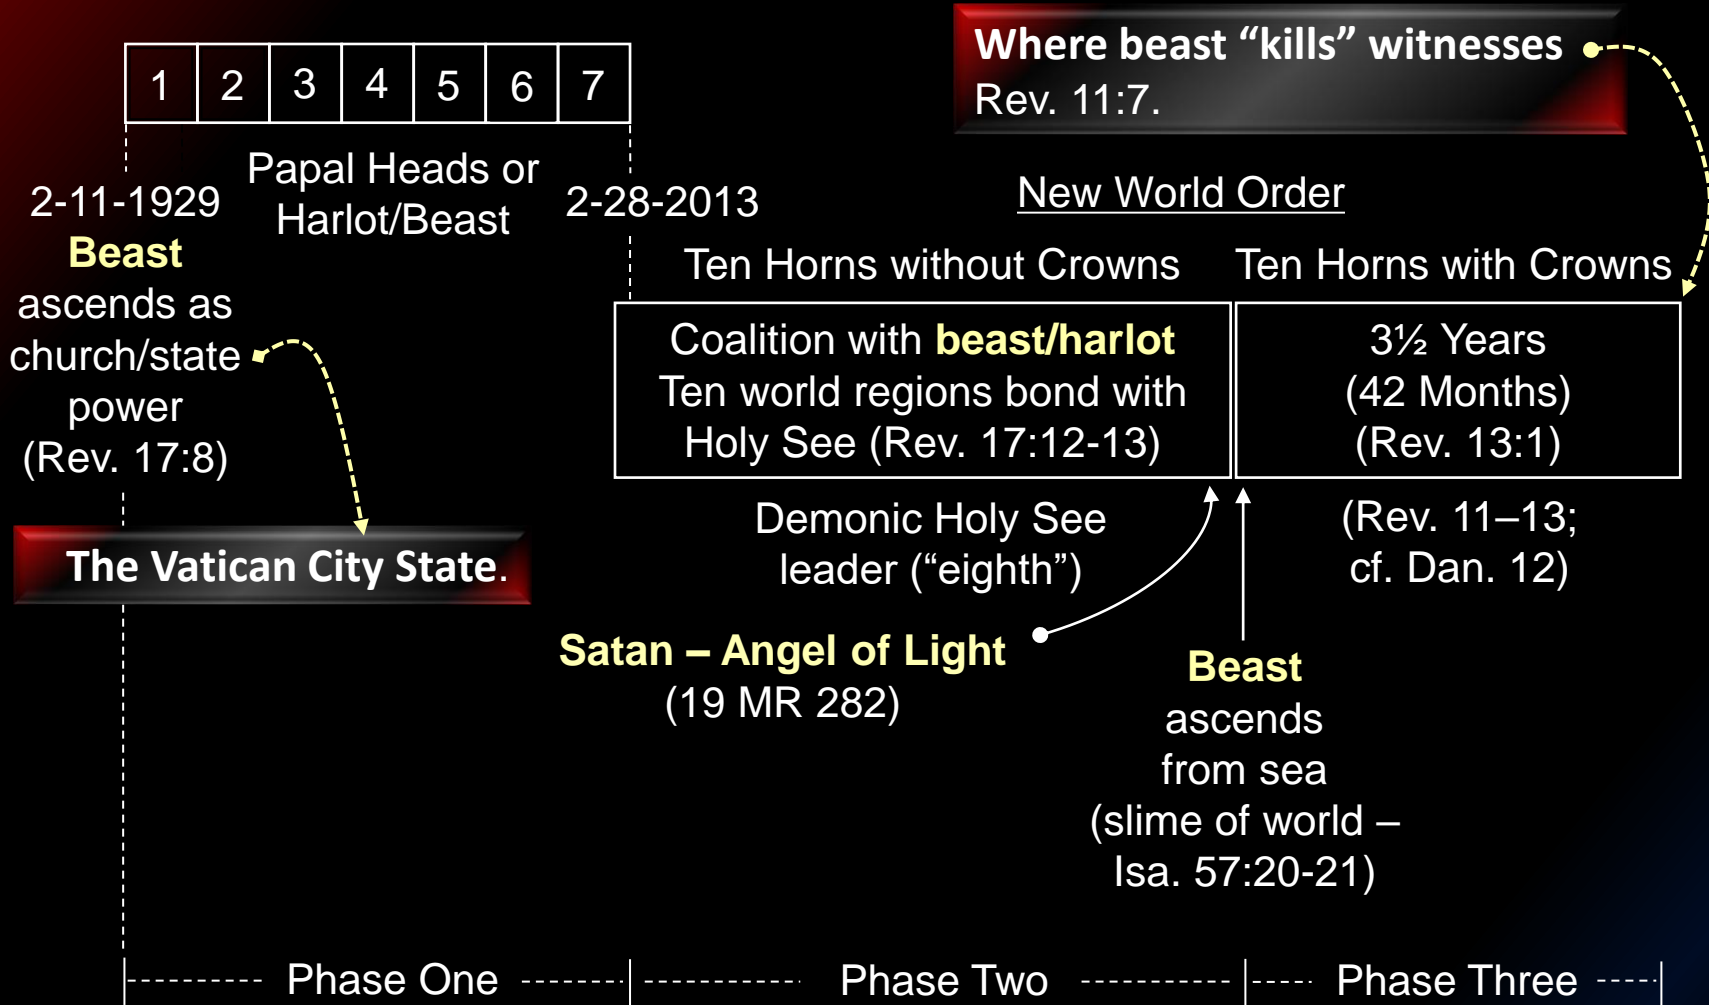 Where beast “kills” witnesses
Rev. 11:7.
1 2 3 4 5 6 7
Papal Heads or
Harlot/Beast
2-11-1929
Beast
ascends as
church/state
power
(Rev. 17:8)
2-28-2013
The Vatican City State.
New World Order
Ten Horns without Crowns
Coalition with beast/harlot
Ten world regions bond with
Holy See (Rev. 17:12-13)
Ten Horns with Crowns
3½ Years
(42 Months)
(Rev. 13:1)
Demonic Holy See
leader (“eighth”)
(Rev. 11–13;
cf. Dan. 12)
Satan – Angel of Light
(19 MR 282)
Beast
ascends
from sea
(slime of world –
Isa. 57:20-21)
Phase One
Phase Two
Phase Three